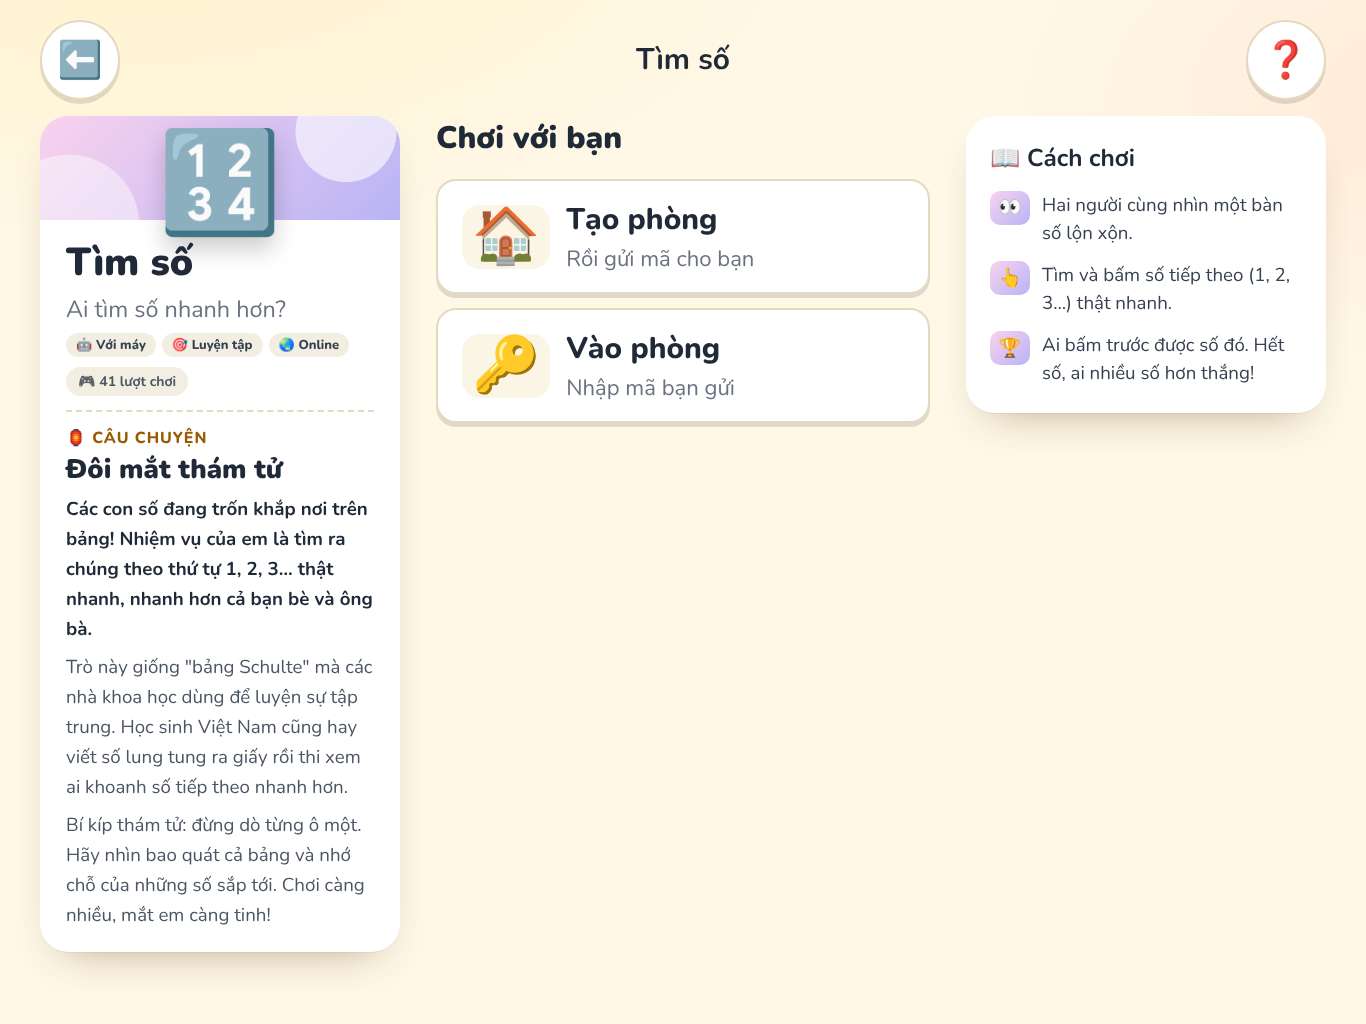 Tìm số
1 2
3 4
Tìm số
Ai tìm số nhanh hơn?
Với máy
Luyện tập
Online
41 lượt chơi
CÂU CHUYỆN
Đôi mắt thám tử
Các con số đang trốn khắp nơi trên
bảng! Nhiệm vụ của em là tìm ra
chúng theo thứ tự 1, 2, 3... thật
nhanh, nhanh hơn cả bạn bè và ông
bà.
Trò này giống "bảng Schulte" mà các
nhà khoa học dùng để luyện sự tập
trung. Học sinh Việt Nam cũng hay
viết số lung tung ra giấy rồi thi xem
ai khoanh số tiếp theo nhanh hơn.
Bí kíp thám tử: đừng dò từng ô một.
Hãy nhìn bao quát cả bảng và nhớ
chỗ của những số sắp tới. Chơi càng
nhiều, mắt em càng tinh!
Chơi với bạn
Tạo phòng
Rồi gửi mã cho bạn
Vào phòng
Nhập mã bạn gửi
Cách chơi
Hai người cùng nhìn một bàn
số lộn xộn.
Tìm và bấm số tiếp theo (1, 2,
3...) thật nhanh.
Ai bấm trước được số đó. Hết
số, ai nhiều số hơn thắng!